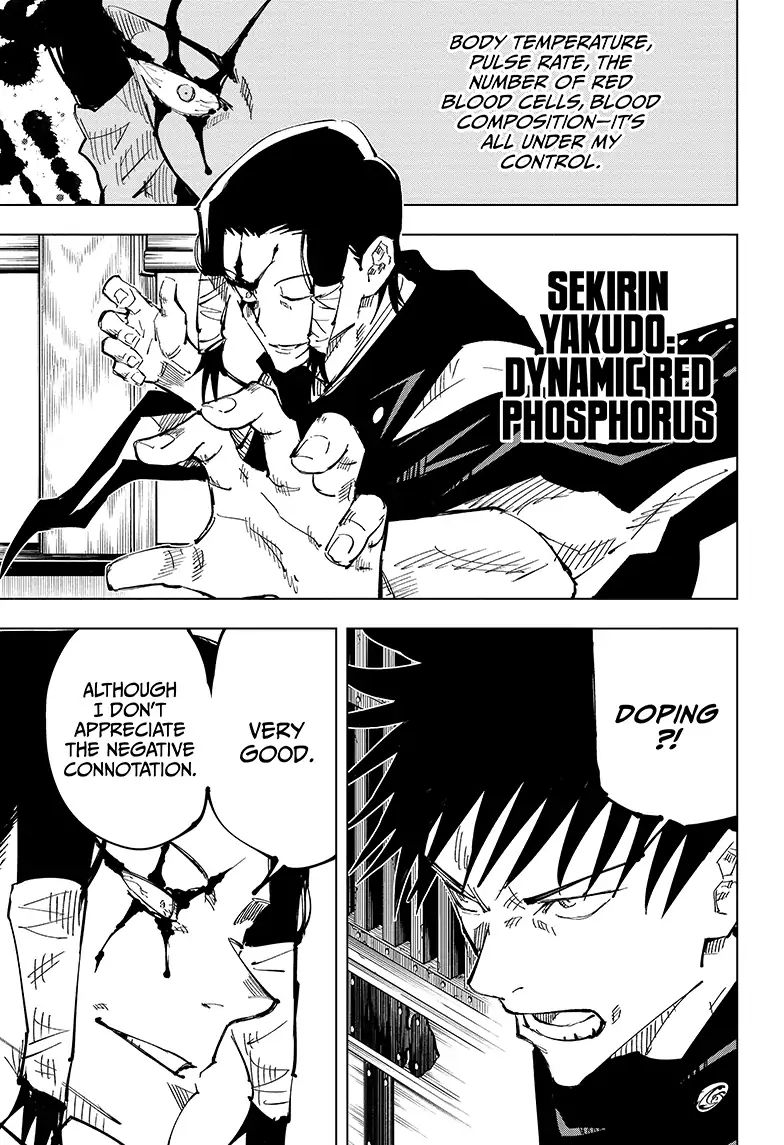 BODY TEMPERATURE,
PULSE RATE, THE
NUMBER OF RED
BLOOD CELLS, BLOOD
COMPOSITION—IT'S
ALL UNDER MY
CONTROL.
SEKIRIN
YAKUDO:
DYNAMIC RED
PHOSPHORUS
DOPING
?!
VERY
GOOD.
ALTHOUGH
I DON'T
APPRECIATE
THE NEGATIVE
CONNOTATION.